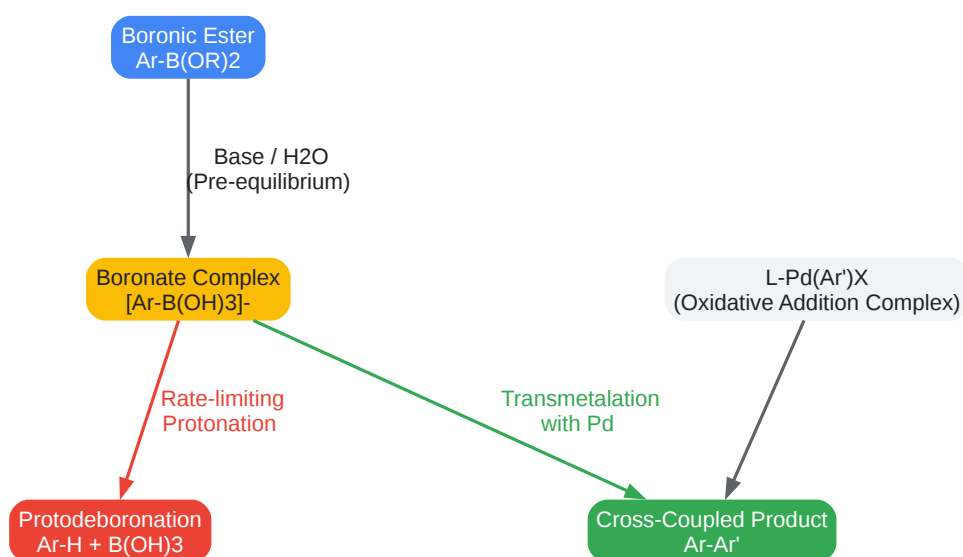 Boronic Ester
Ar-B(OR)2
Base / H2O
(Pre-equilibrium)
Boronate Complex
[Ar-B(OH)3]-
L-Pd(Ar')X
(Oxidative Addition Complex)
Rate-limiting
Protonation
Transmetalation
with Pd
Protodeboronation
Ar-H + B(OH)3
Cross-Coupled Product
Ar-Ar'